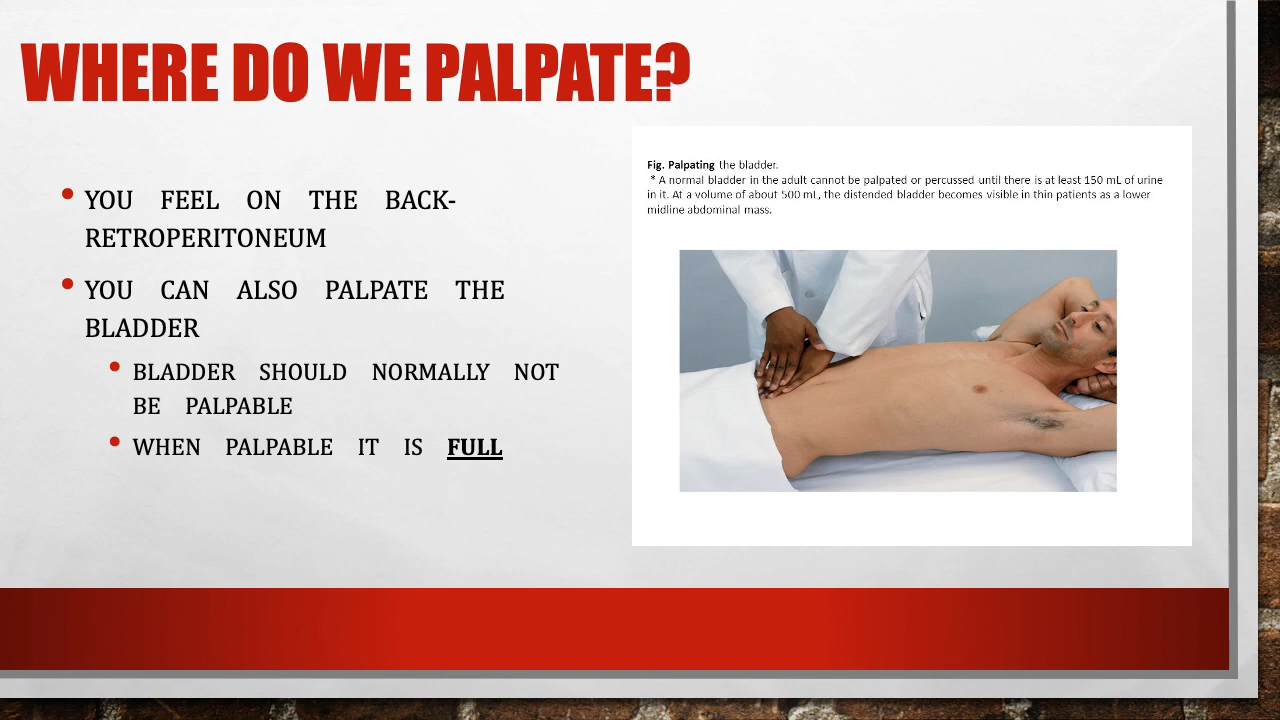 WHERE DO WE PALPATE?
• YOU FEEL ON THE BACK-
RETROPERITONEUM
• YOU CAN ALSO PALPATE THE
BLADDER
• BLADDER SHOULD NORMALLY NOT
BE PALPABLE
• WHEN PALPABLE IT IS FULL
Fig. Palpating the bladder.
* A normal bladder in the adult cannot be palpated or percussed until there is at least 150 mL of urine
in it. At a volume of about 500 mL, the distended bladder becomes visible in thin patients as a lower
midline abdominal mass.